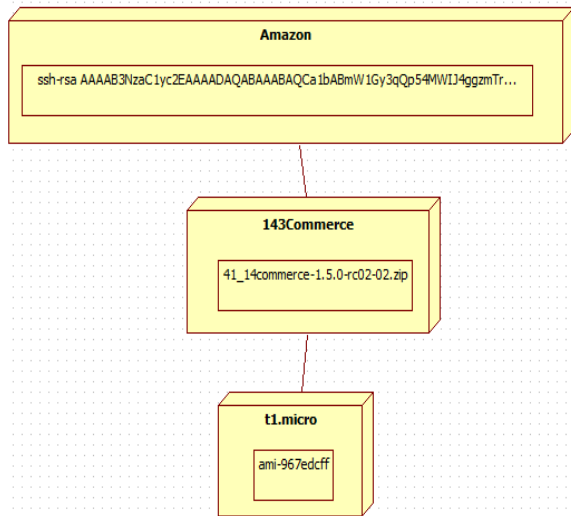 Amazon
ssh-rsa AAAAB3NzaC1yc2EAAAADAQABAAABAQCa1bABmW1Gy3qQp54MWIJ4ggzmTr...
143Commerce
41_14commerce-1.5.0-rc02-02.zip
t1.micro
ami-967edcff